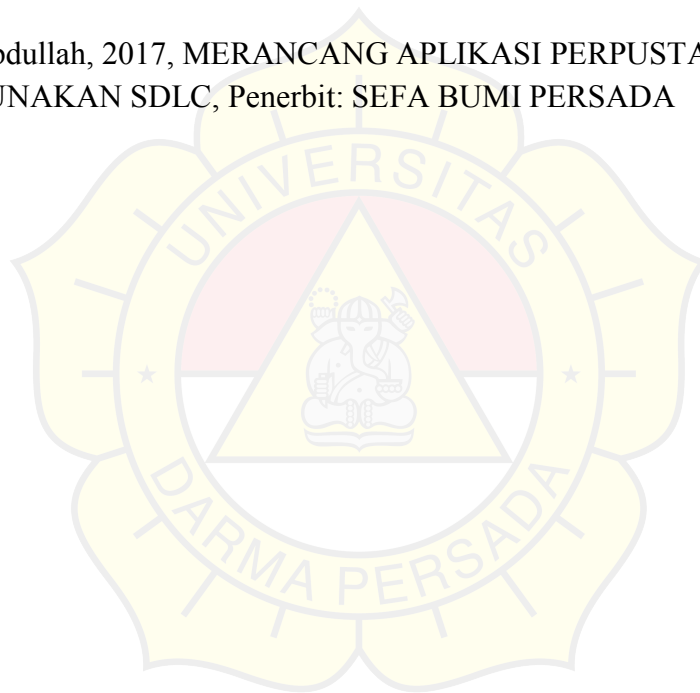 bdullah, 2017, MERANCANG APLIKASI PERPUSTA
UNAKAN SDLC, Penerbit: SEFA BUMI PERSADA
UNIVERSITAS
DARMA PERSADA